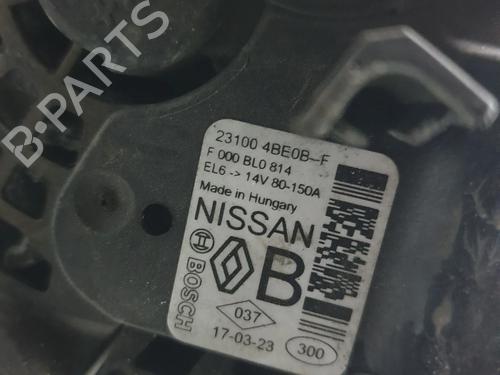 B-PARTS
23100 4BE0B-F
F 000 BL0 814
EL6 -> 14V 80-150A
Made in Hungary
NISSAN
BOSCH
B
037
17-03-23
300